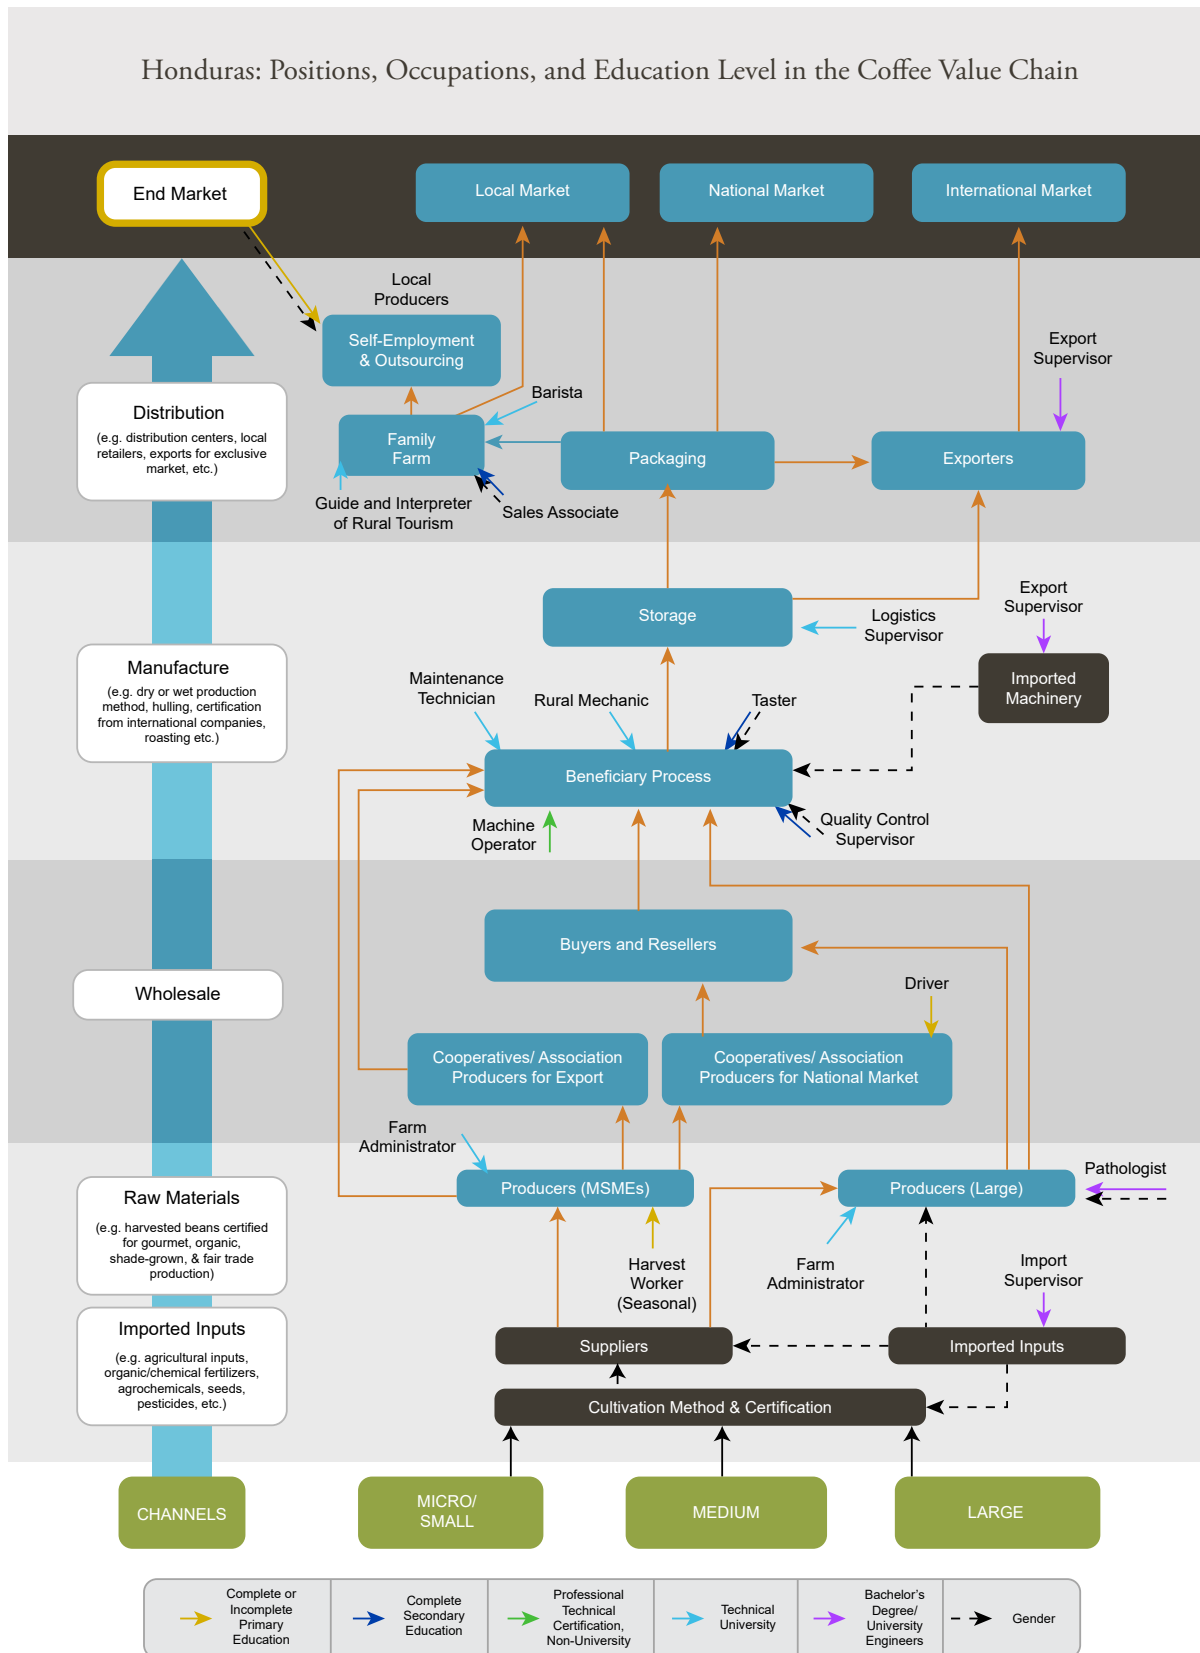 Honduras: Positions, Occupations, and Education Level in the Coffee Value Chain
End Market
Local Market
National Market
International Market
Local
Producers
Self-Employment
& Outsourcing
Export
Supervisor
Distribution
(e.g. distribution centers, local
retailers, exports for exclusive
market, etc.)
Barista
Family
Farm
Packaging
Exporters
Guide and Interpreter
of Rural Tourism
Sales Associate
Storage
Logistics
Supervisor
Export
Supervisor
Manufacture
(e.g. dry or wet production
method, hulling, certification
from international companies,
roasting etc.)
Maintenance
Technician
Rural Mechanic
Taster
Imported
Machinery
Beneficiary Process
Machine
Operator
Quality Control
Supervisor
Buyers and Resellers
Wholesale
Driver
Cooperatives/ Association
Producers for Export
Cooperatives/ Association
Producers for National Market
Farm
Administrator
Raw Materials
(e.g. harvested beans certified
for gourmet, organic,
shade-grown, & fair trade
production)
Producers (MSMEs)
Producers (Large)
Pathologist
Harvest
Worker
(Seasonal)
Farm
Administrator
Import
Supervisor
Imported Inputs
(e.g. agricultural inputs,
organic/chemical fertilizers,
agrochemicals, seeds,
pesticides, etc.)
Suppliers
Imported Inputs
Cultivation Method & Certification
CHANNELS
MICRO/
SMALL
MEDIUM
LARGE
Complete or
Incomplete
Primary
Education
Complete
Secondary
Education
Professional
Technical
Certification,
Non-University
Technical
University
Bachelor's
Degree/
University
Engineers
Gender